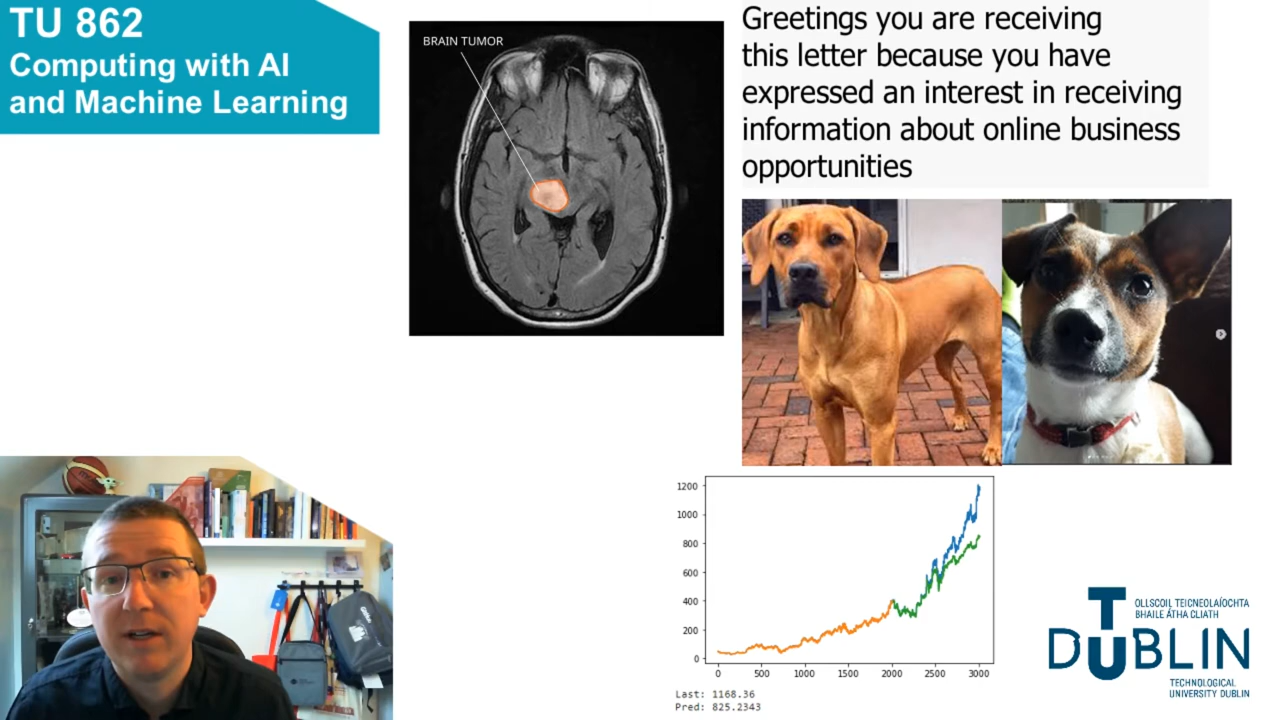 TU 862
Computing with AI
and Machine Learning
BRAIN TUMOR
Greetings you are receiving
this letter because you have
expressed an interest in receiving
information about online business
opportunities
1200
1000
800
600
400
200
0
0 500 1000 1500 2000 2500 3000
Last: 1168.36
Pred: 825.2343
OLLSCOIL TEICNEOLAÍOCHTA
BHAILE ÁTHA CLIATH
TU DUBLIN
TECHNOLOGICAL
UNIVERSITY DUBLIN